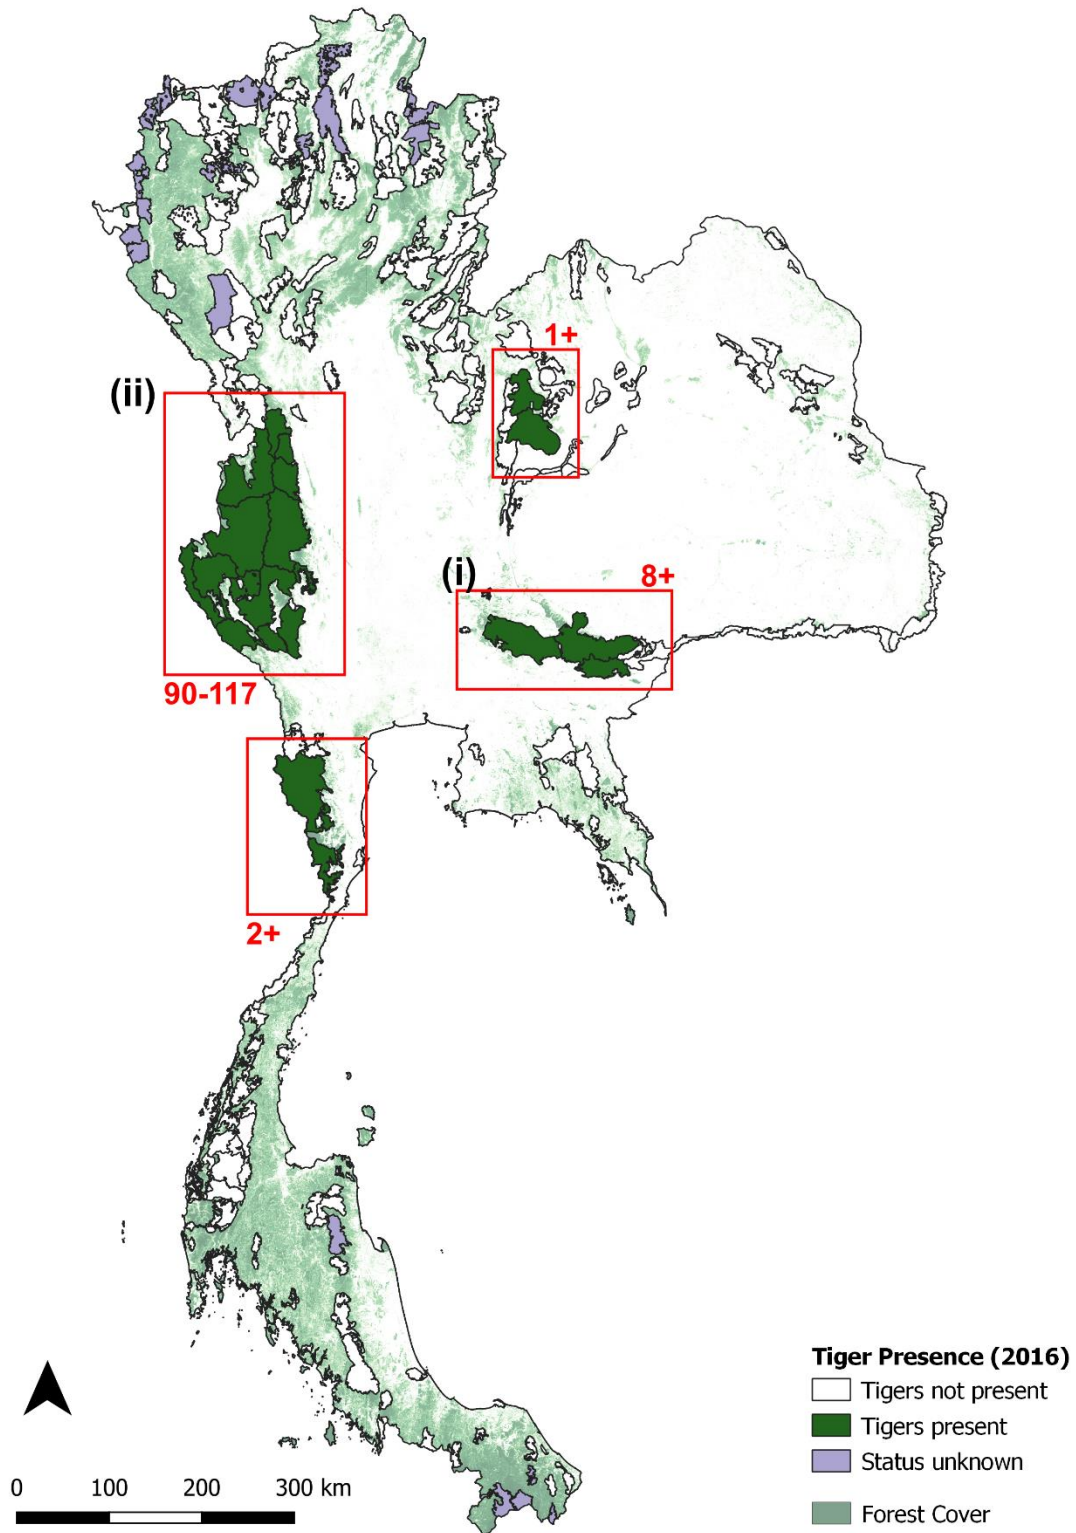 1+
(ii)
(i)
8+
90-117
2+
Tiger Presence (2016)
Tigers not present
Tigers present
Status unknown
Forest Cover
0 100 200 300 km